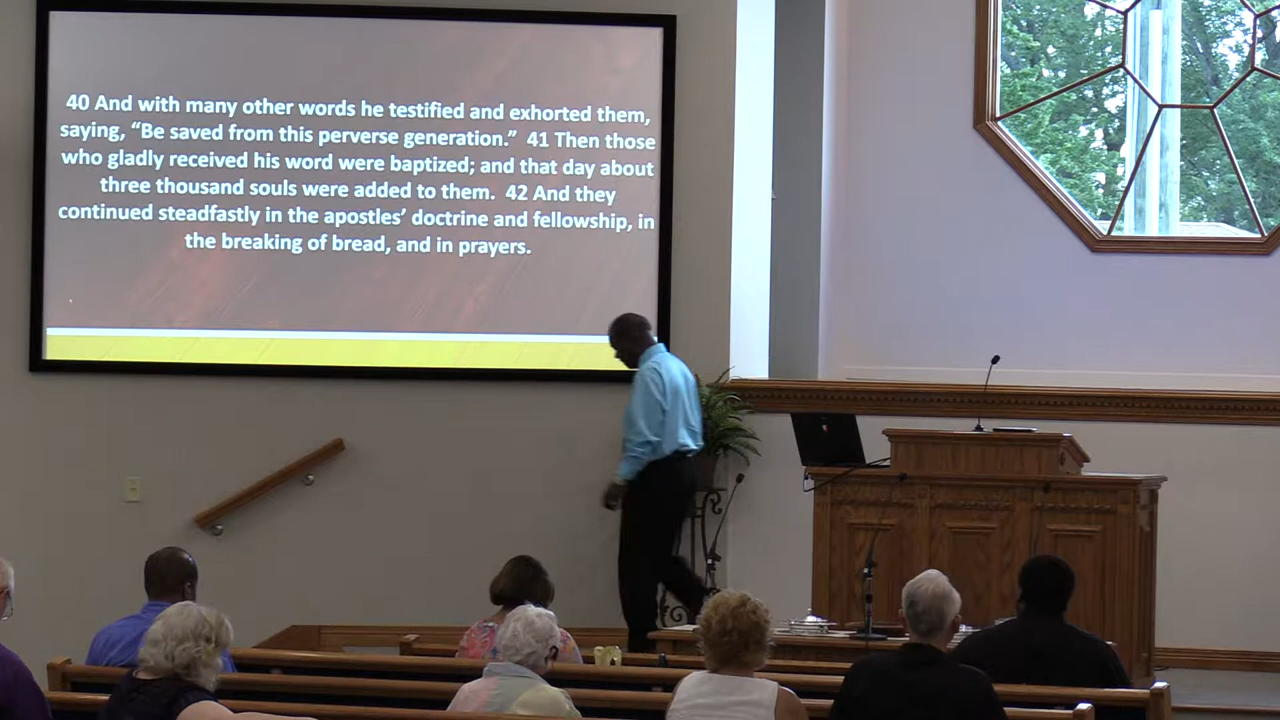 40 And with many other words he testified and exhorted them,
saying, “Be saved from this perverse generation.” 41 Then those
who gladly received his word were baptized; and that day about
three thousand souls were added to them. 42 And they
continued steadfastly in the apostles’ doctrine and fellowship, in
the breaking of bread, and in prayers.